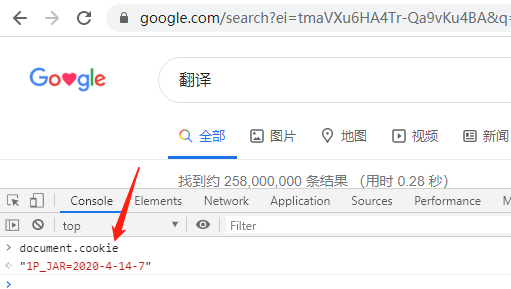 google.com/search?ei=tmaVXu6HA4Tr-Qa9vKu4BA&q=
Google
翻译
全部 图片 地图 视频 新闻
找到约 258,000,000 条结果 （用时 0.28 秒）
Console Elements Network Application Sources Performance
top Filter
document.cookie
"1P_JAR=2020-4-14-7"